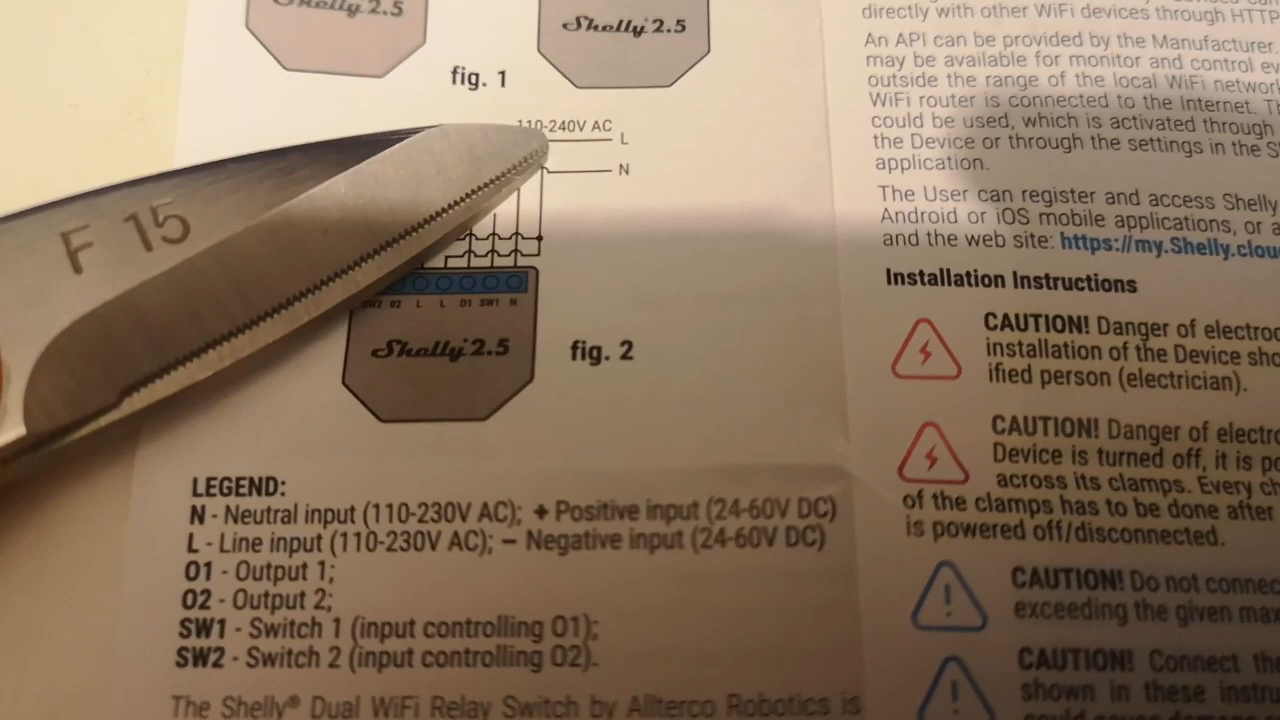 Shelly 2.5
Shelly 2.5
fig. 1
110-240V AC
L
N
F 15
SW2 O2 L L O1 SW1 N
Shelly 2.5
fig. 2
LEGEND:
N - Neutral input (110-230V AC); + Positive input (24-60V DC)
L - Line input (110-230V AC); – Negative input (24-60V DC)
O1 - Output 1;
O2 - Output 2;
SW1 - Switch 1 (input controlling O1);
SW2 - Switch 2 (input controlling O2).
The Shelly® Dual WiFi Relay Switch by Allterco Robotics is
directly with other WiFi devices through HTTP
An API can be provided by the Manufacturer.
may be available for monitor and control
outside the range of the local WiFi
WiFi router is connected to the Internet.
could be used, which is activated through
the Device or through the settings in the
application.
The User can register and access Shelly
Android or iOS mobile applications, or
and the web site: https://my.Shelly.clou
Installation Instructions
CAUTION! Danger of
installation of the Device
ified person (electrician).
CAUTION! Danger of
Device is turned off, it is
across its clamps. Every
of the clamps has to be done after
is powered off/disconnected.
CAUTION! Do not
exceeding the given
CAUTION! Connect
shown in these